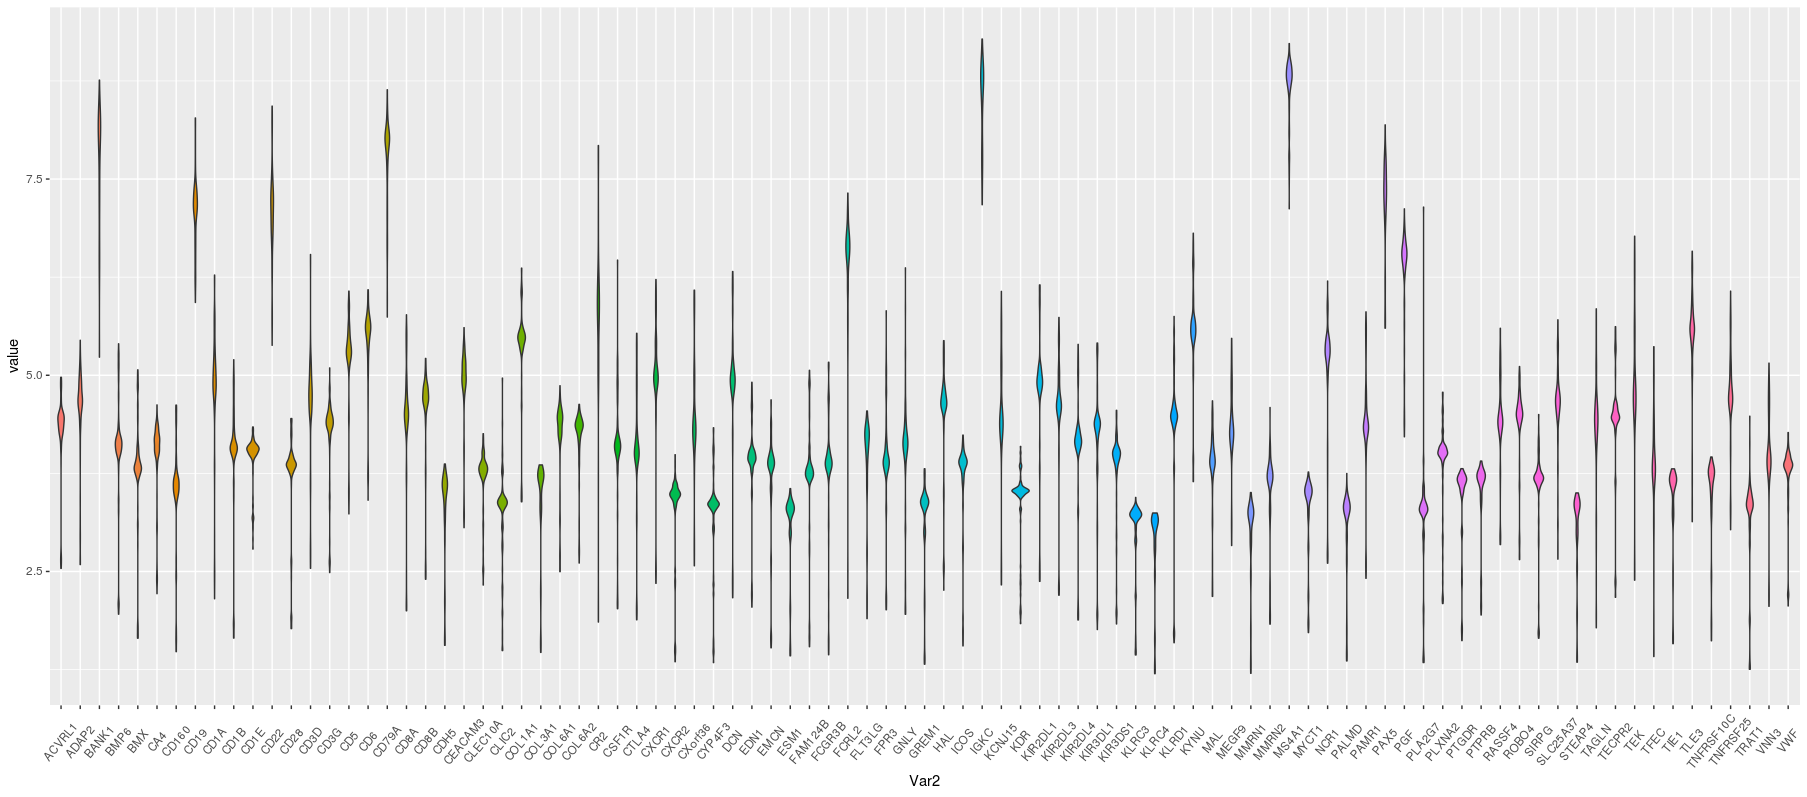 value
7.5
5.0
2.5
ACVRL1
ADAP2
BANK1
BMP6
BMX
CA4
CD160
CD19
CD1A
CD1B
CD1E
CD22
CD28
CD3D
CD3G
CD5
CD6
CD79A
CD8A
CD8B
CDH5
CEACAM3
CLEC10A
CLIC2
COL1A1
COL3A1
COL6A1
COL6A2
CR2
CSF1R
CTLA4
CXCR1
CXCR2
CXorf36
CYP4F3
DCN
EDN1
EMCN
ESM1
FAM124B
FCGR3B
FCRL2
FLT3LG
FPR3
GNLY
GREM1
HAL
ICOS
IGKC
KCNJ15
KDR
KIR2DL1
KIR2DL3
KIR2DL4
KIR3DL1
KIR3DS1
KLRC3
KLRC4
KLRD1
KYNU
MAL
MEGF9
MMRN1
MMRN2
MS4A1
MYCT1
NCR1
PALMD
PAMR1
PAX5
PGF
PLA2G7
PLXNA2
PTGDR
PTPRB
RASSF4
ROBO4
SIRPG
SLC25A37
STEAP4
TAGLN
TECPR2
TEK
TFEC
TIE1
TLE3
TNFRSF10C
TNFRSF25
TRAT1
VNN3
VWF
Var2